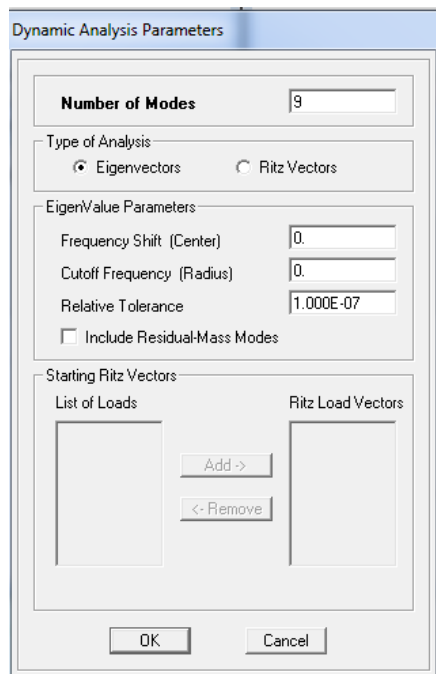 Dynamic Analysis Parameters
Number of Modes 9
Type of Analysis
Eigenvectors Ritz Vectors
EigenValue Parameters
Frequency Shift (Center) 0.
Cutoff Frequency (Radius) 0.
Relative Tolerance 1.000E-07
Include Residual-Mass Modes
Starting Ritz Vectors
List of Loads Ritz Load Vectors
Add ->
<- Remove
OK Cancel